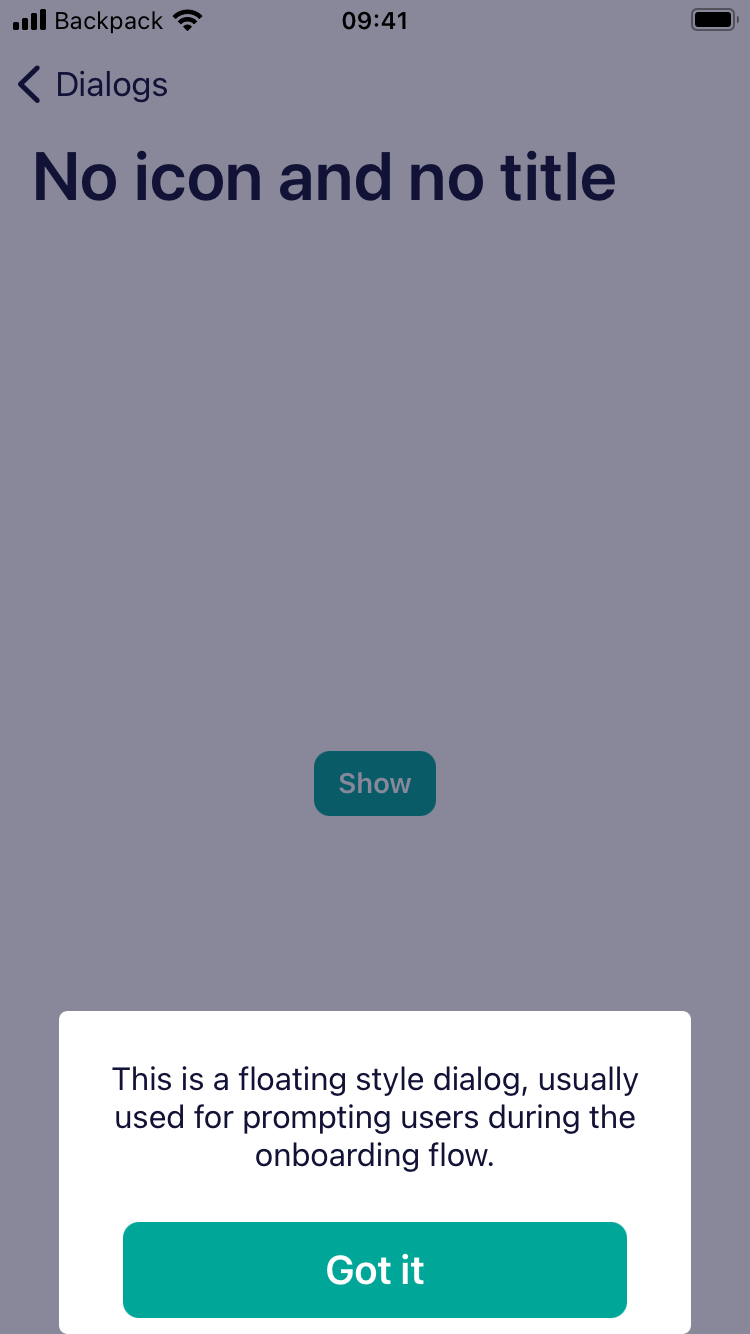 Backpack 09:41
Dialogs
No icon and no title
Show
This is a floating style dialog, usually
used for prompting users during the
onboarding flow.
Got it